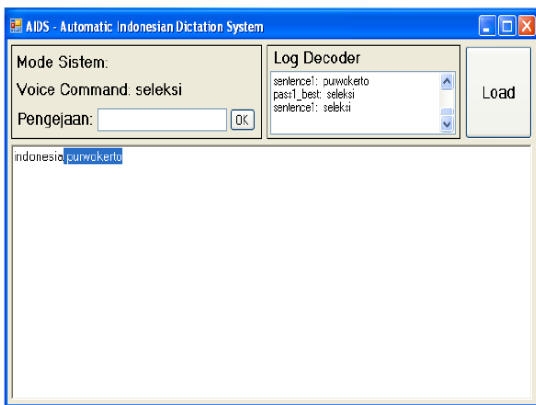 AIDS - Automatic Indonesian Dictation System
Mode Sistem:
Voice Command: seleksi
Pengejaan:
OK
Log Decoder
sentence1: purwokerto
pass1_best: seleksi
sentence1: seleksi
Load
indonesia purwokerto